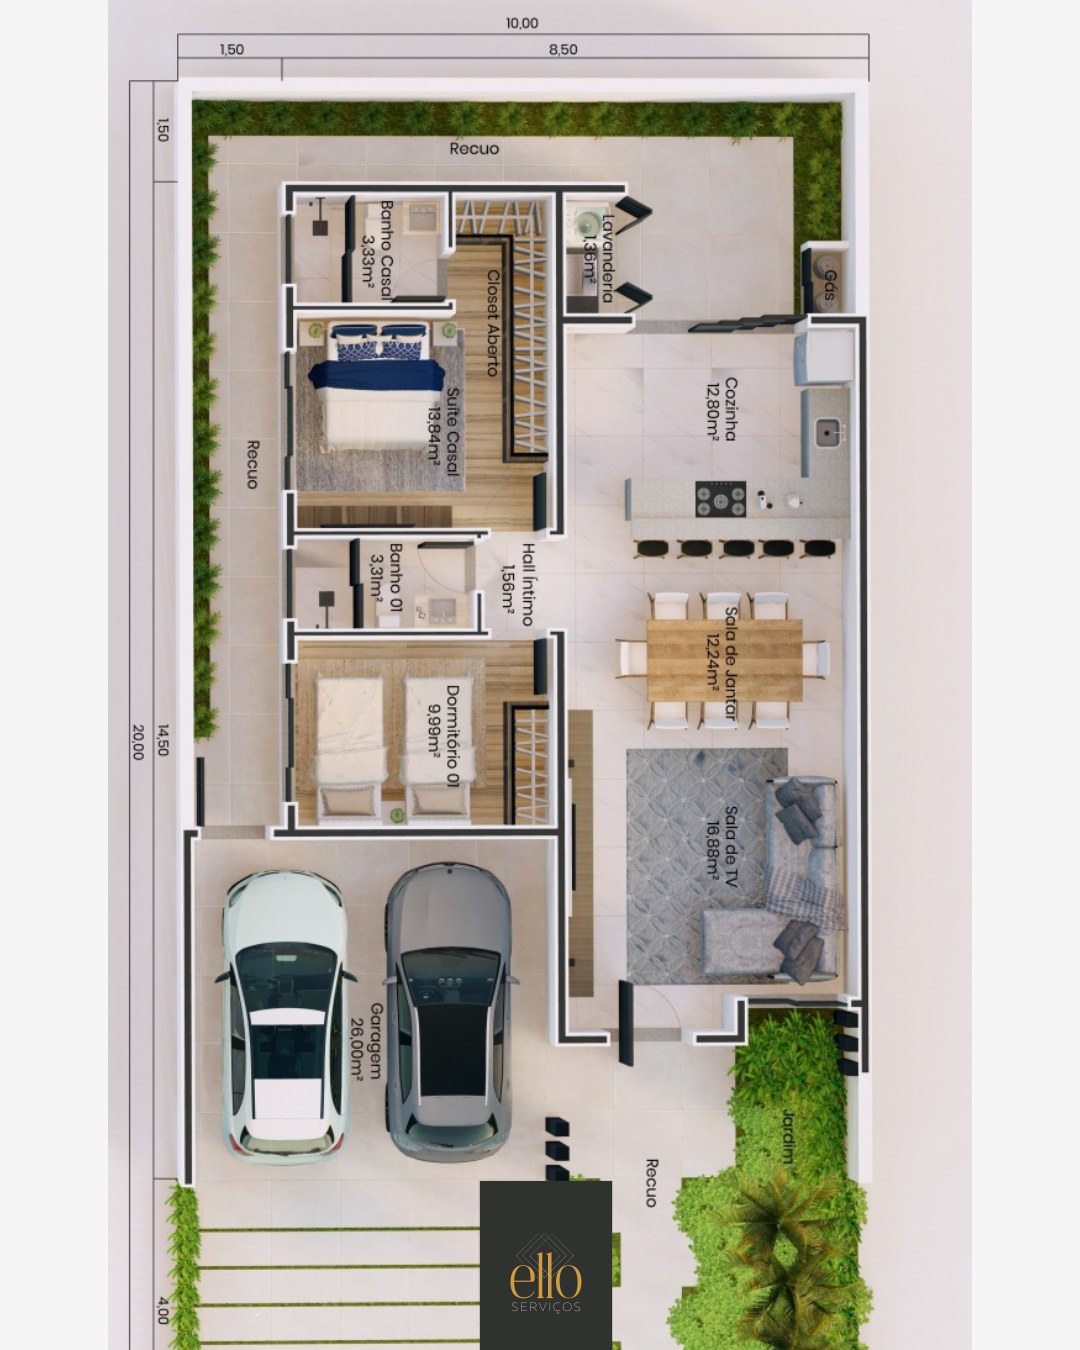 10,00
1,50
8,50
1,50
Recuo
Banho Casal
3,33m²
Lavanderia
1,36m²
Gás
Closet Aberto
Suíte Casal
13,84m²
Cozinha
12,80m²
Recuo
Hall Íntimo
1,56m²
Banho 01
3,31m²
Sala de Jantar
12,24m²
Dormitório 01
9,99m²
14,50
20,00
Sala de TV
16,88m²
Garagem
26,00m²
Jardim
Recuo
4,00
ello
SERVIÇOS